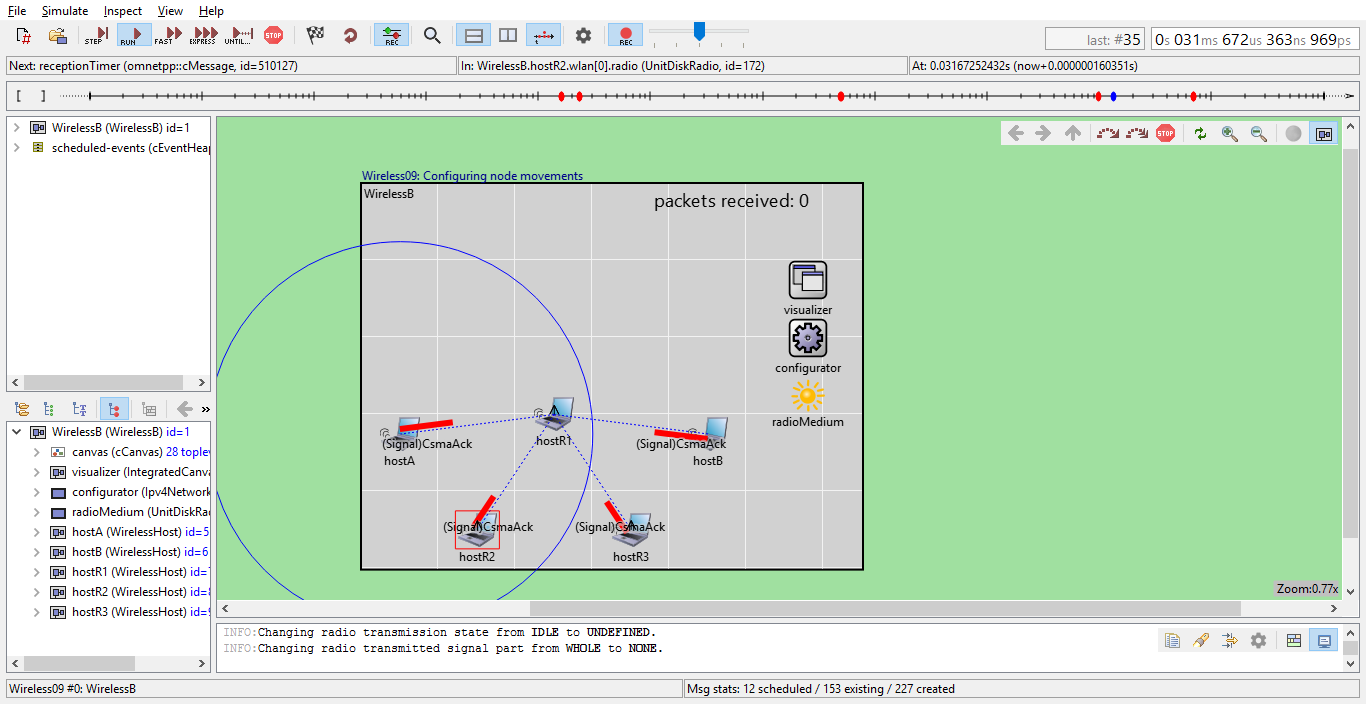 File Simulate Inspect View Help
STEP RUN FAST EXPRESS UNTIL... STOP REC REC
last: #35 0s 031ms 672us 363ns 969ps
Next: receptionTimer (omnetpp::cMessage, id=510127) In: WirelessB.hostR2.wlan[0].radio (UnitDiskRadio, id=172) At: 0.03167252432s (now+0.000000160351s)
[ ]
WirelessB (WirelessB) id=1
scheduled-events (cEventHeap
»
WirelessB (WirelessB) id=1
canvas (cCanvas) 28 toplev
visualizer (IntegratedCanva
configurator (Ipv4Network
radioMedium (UnitDiskRa
hostA (WirelessHost) id=5
hostB (WirelessHost) id=6
hostR1 (WirelessHost) id=
hostR2 (WirelessHost) id=
hostR3 (WirelessHost) id=
STOP
Wireless09: Configuring node movements
WirelessB
packets received: 0
visualizer
configurator
radioMedium
hostR1
(Signal)CsmaAck
hostA
(Signal)CsmaAck
hostB
(Signal)CsmaAck
hostR2
(Signal)CsmaAck
hostR3
Zoom:0.77x
INFO:Changing radio transmission state from IDLE to UNDEFINED.
INFO:Changing radio transmitted signal part from WHOLE to NONE.
Wireless09 #0: WirelessB Msg stats: 12 scheduled / 153 existing / 227 created